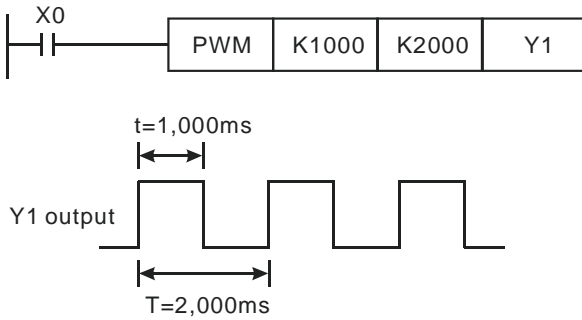 X0
PWM K1000 K2000 Y1
t=1,000ms
Y1 output
T=2,000ms